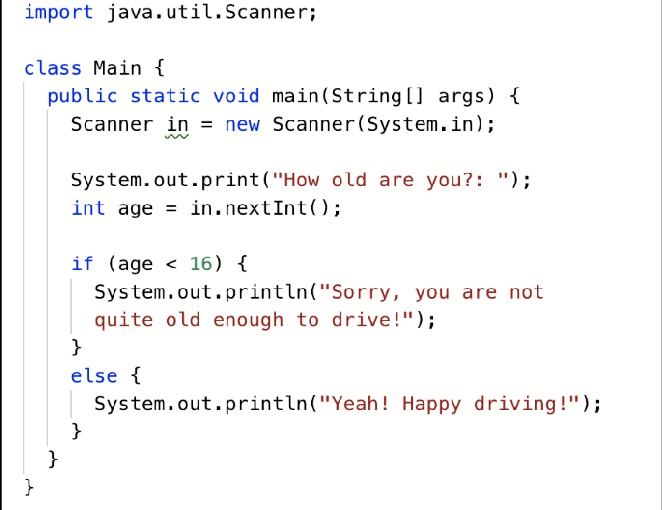 import java.util.Scanner;
class Main {
public static void main(String[] args) {
Scanner in = new Scanner(System.in);
System.out.print("How old are you?: ");
int age = in.nextInt();
if (age < 16) {
System.out.println("Sorry, you are not
quite old enough to drive!");
}
else {
System.out.println("Yeah! Happy driving!");
}
}
}